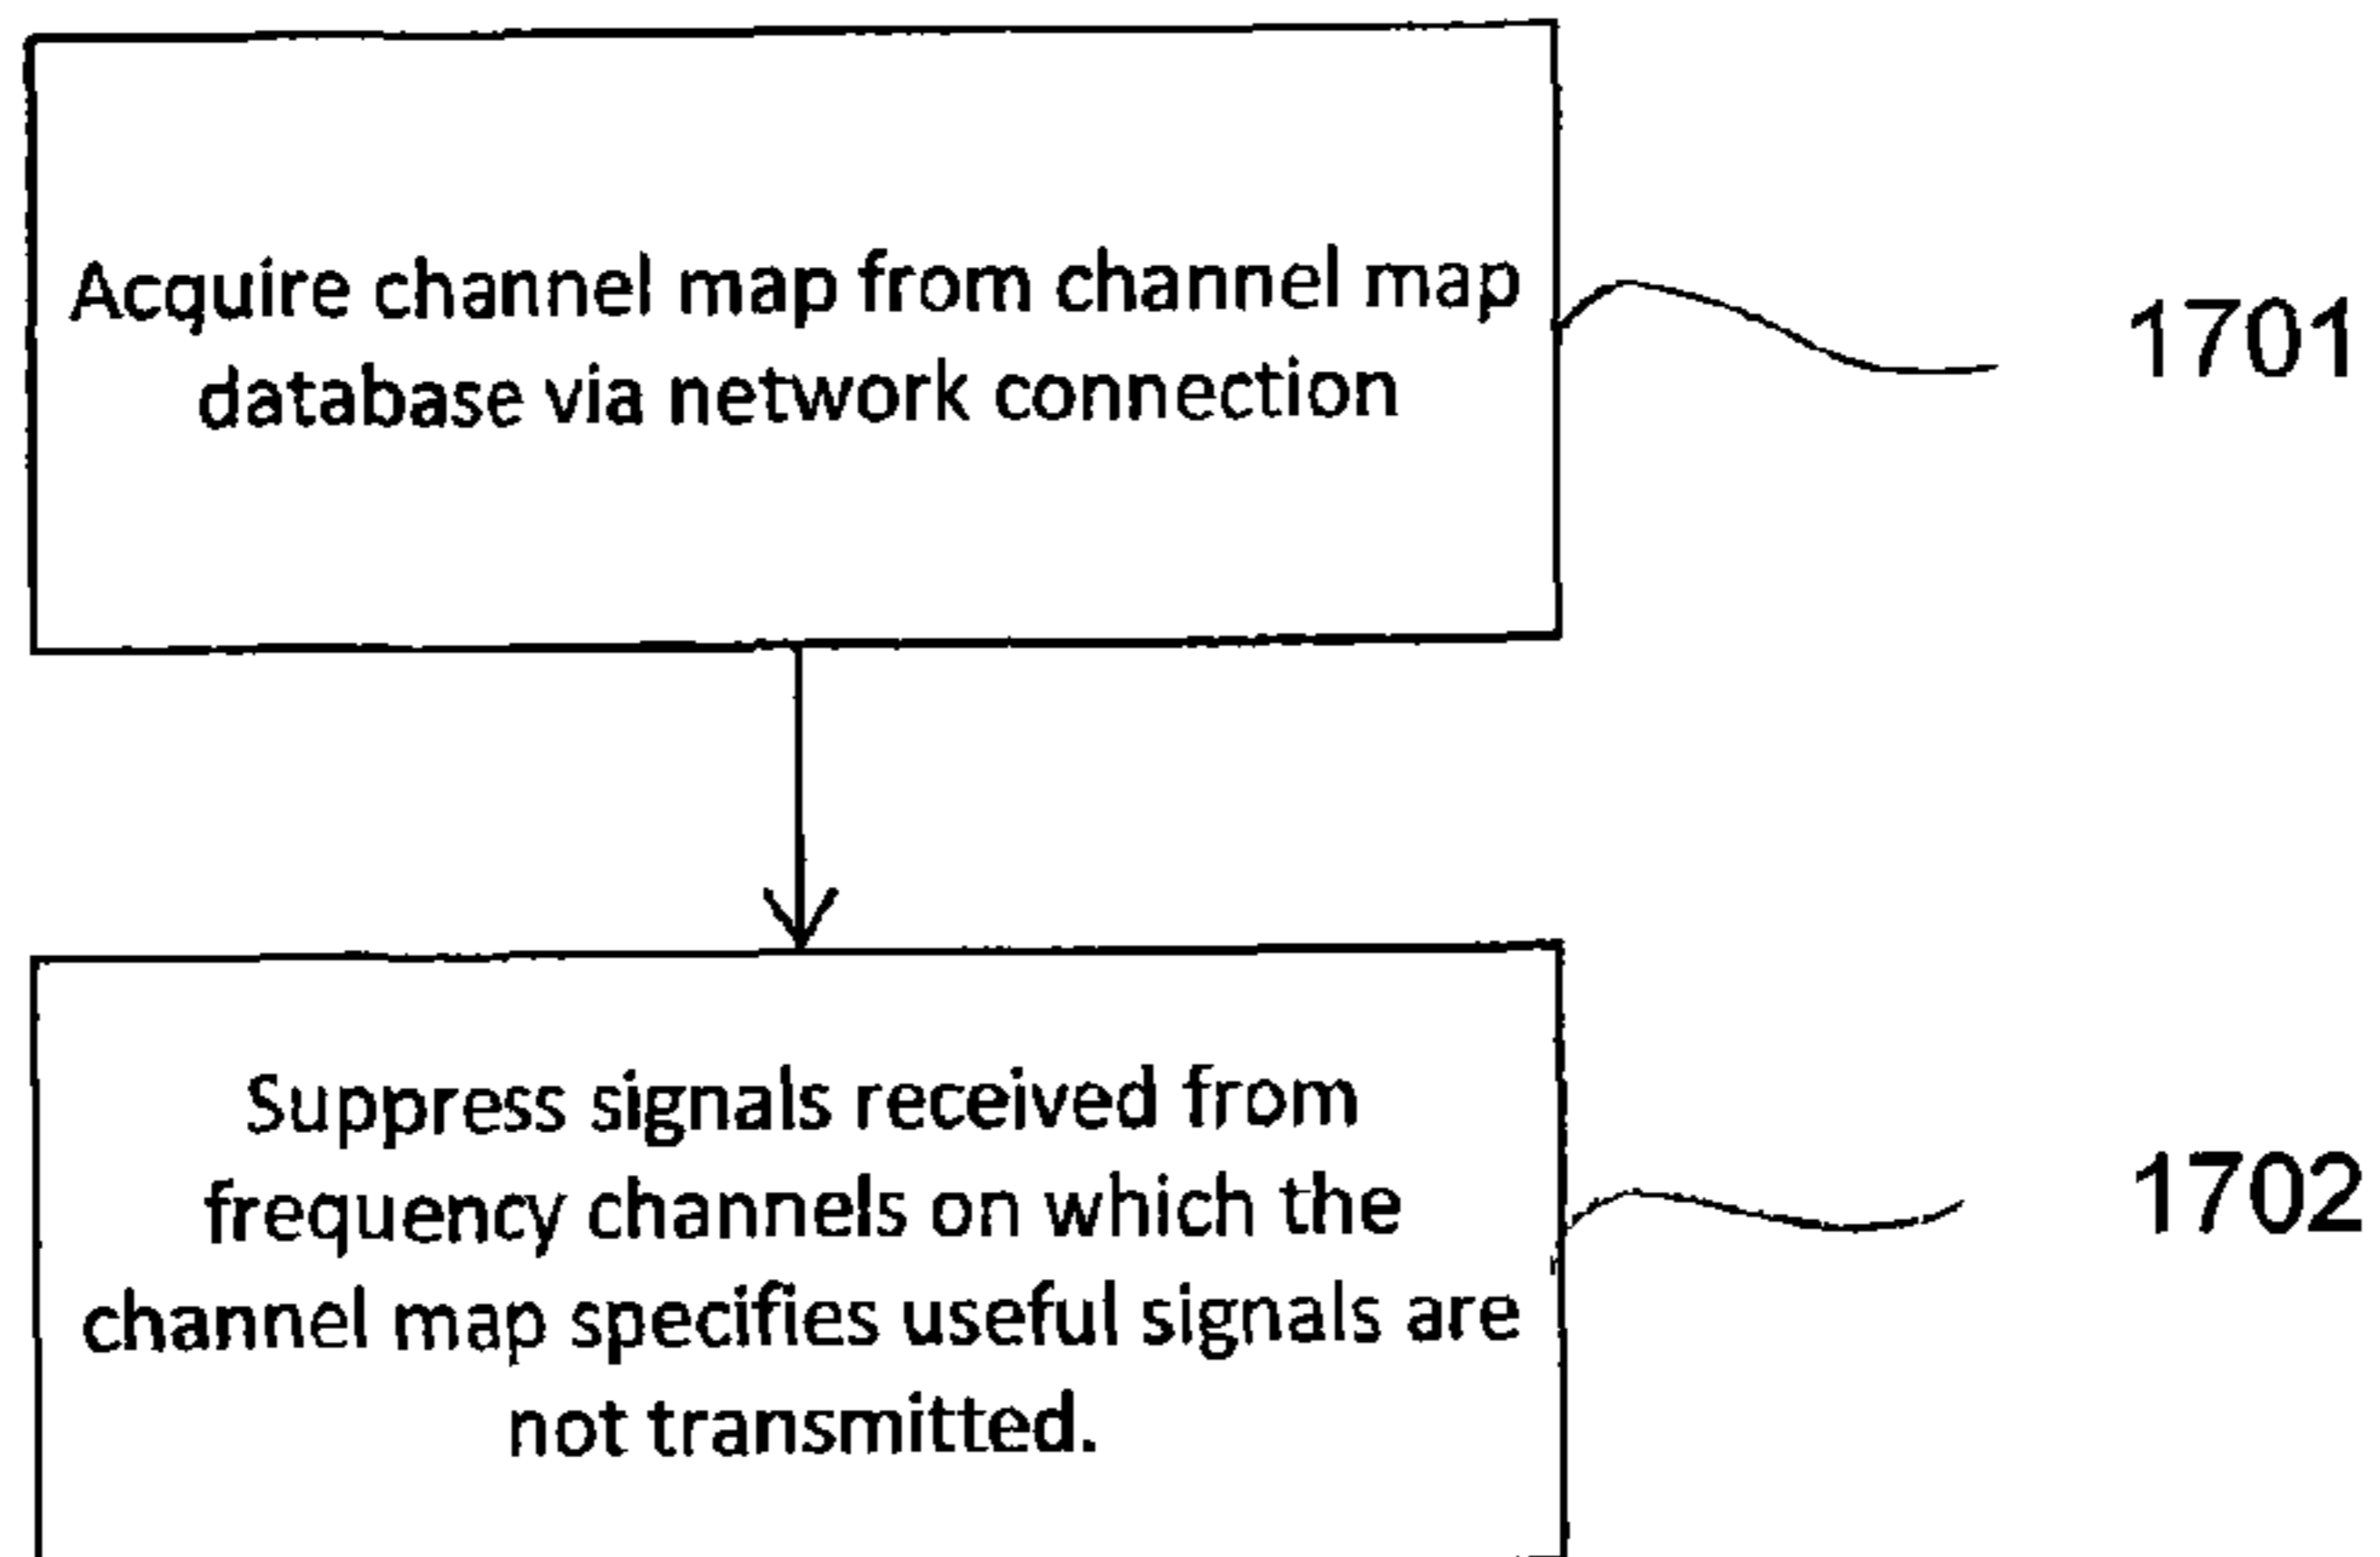 Acquire channel map from channel map
database via network connection
1701
Suppress signals received from
frequency channels on which the
channel map specifies useful signals are
not transmitted.
1702